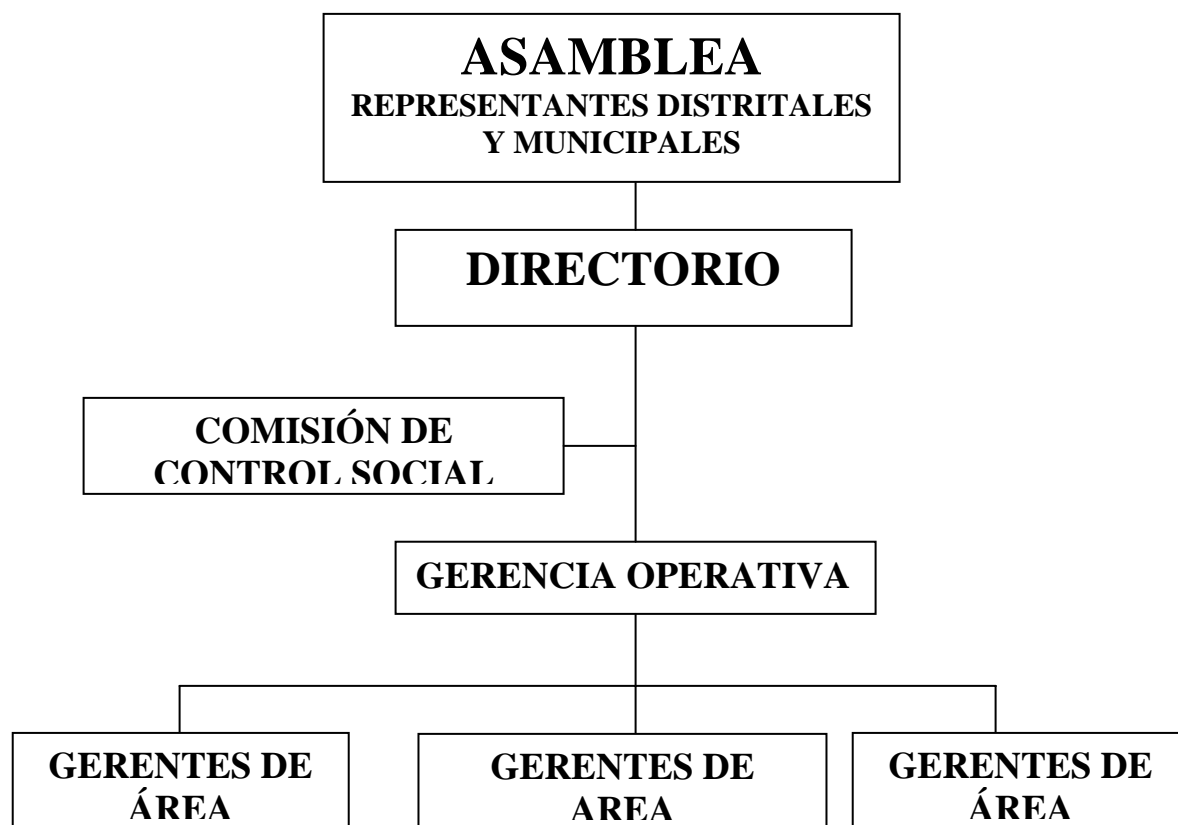 ASAMBLEA
REPRESENTANTES DISTRITALES
Y MUNICIPALES
DIRECTORIO
COMISIÓN DE
CONTROL SOCIAL
GERENCIA OPERATIVA
GERENTES DE
ÁREA
GERENTES DE
AREA
GERENTES DE
ÁREA